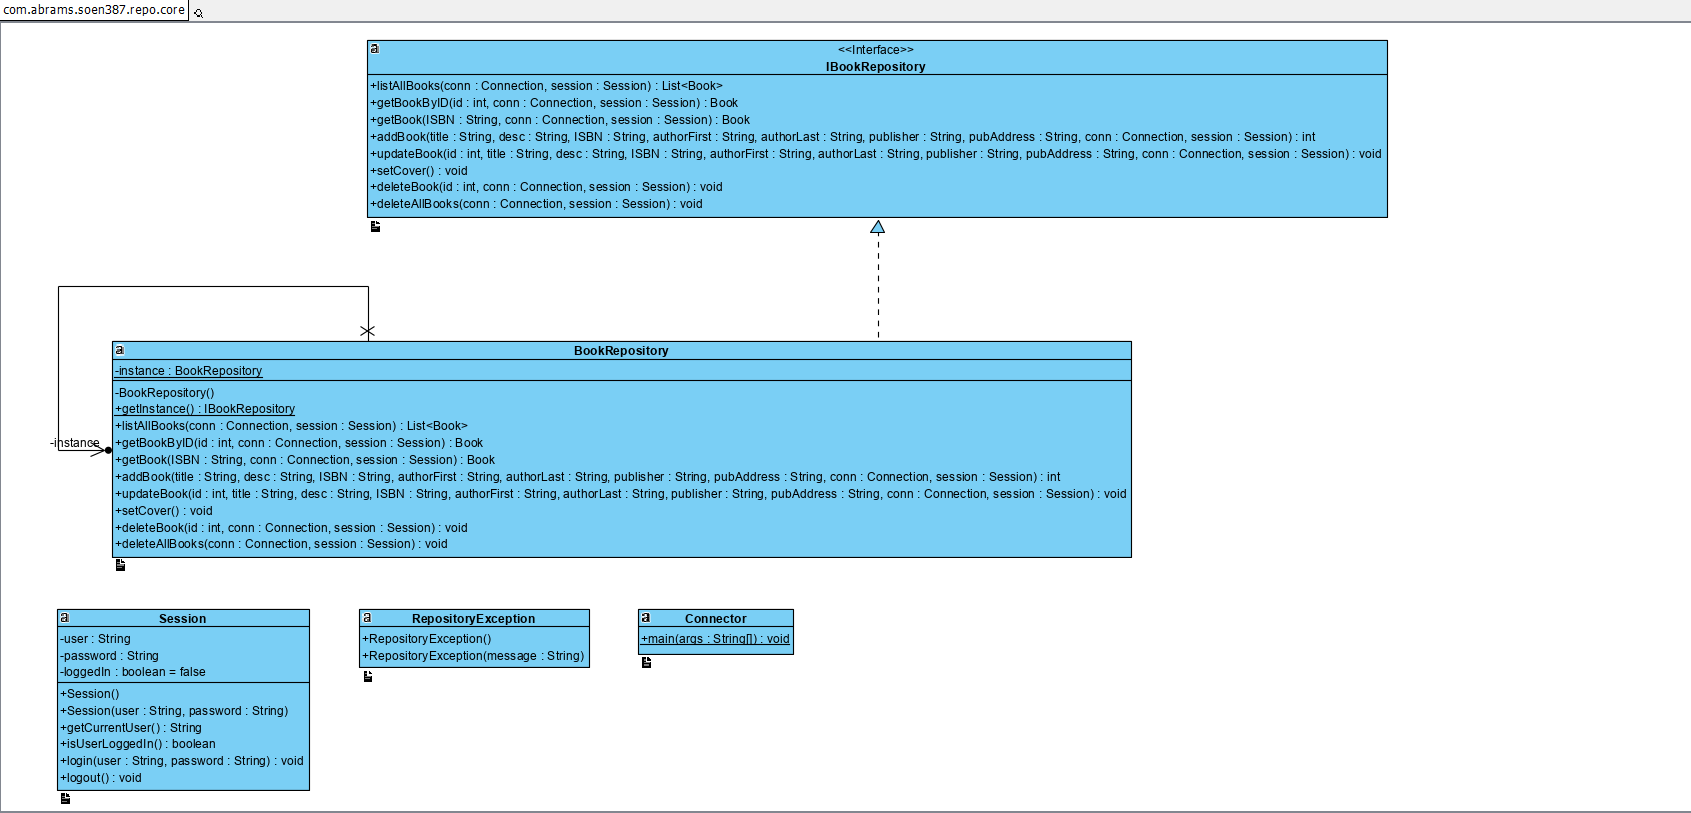 com.abrams.soen387.repo.core
a
<<Interface>>
IBookRepository
+listAllBooks(conn : Connection, session : Session) : List<Book>
+getBookByID(id : int, conn : Connection, session : Session) : Book
+getBook(ISBN : String, conn : Connection, session : Session) : Book
+addBook(title : String, desc : String, ISBN : String, authorFirst : String, authorLast : String, publisher : String, pubAddress : String, conn : Connection, session : Session) : int
+updateBook(id : int, title : String, desc : String, ISBN : String, authorFirst : String, authorLast : String, publisher : String, pubAddress : String, conn : Connection, session : Session) : void
+setCover() : void
+deleteBook(id : int, conn : Connection, session : Session) : void
+deleteAllBooks(conn : Connection, session : Session) : void
-instance
a BookRepository
-instance : BookRepository
-BookRepository()
+getInstance() : IBookRepository
+listAllBooks(conn : Connection, session : Session) : List<Book>
+getBookByID(id : int, conn : Connection, session : Session) : Book
+getBook(ISBN : String, conn : Connection, session : Session) : Book
+addBook(title : String, desc : String, ISBN : String, authorFirst : String, authorLast : String, publisher : String, pubAddress : String, conn : Connection, session : Session) : int
+updateBook(id : int, title : String, desc : String, ISBN : String, authorFirst : String, authorLast : String, publisher : String, pubAddress : String, conn : Connection, session : Session) : void
+setCover() : void
+deleteBook(id : int, conn : Connection, session : Session) : void
+deleteAllBooks(conn : Connection, session : Session) : void
a Session
-user : String
-password : String
-loggedIn : boolean = false
+Session()
+Session(user : String, password : String)
+getCurrentUser() : String
+isUserLoggedIn() : boolean
+login(user : String, password : String) : void
+logout() : void
a RepositoryException
+RepositoryException()
+RepositoryException(message : String)
a Connector
+main(args : String[]) : void